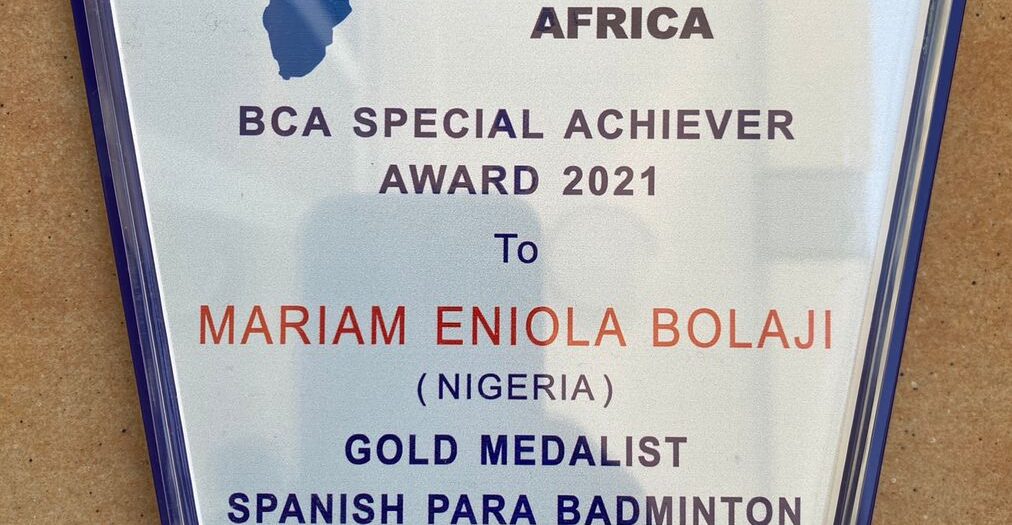 AFRICA
BCA SPECIAL ACHIEVER
AWARD 2021
To
MARIAM ENIOLA BOLAJI
(NIGERIA)
GOLD MEDALIST
SPANISH PARA BADMINTON